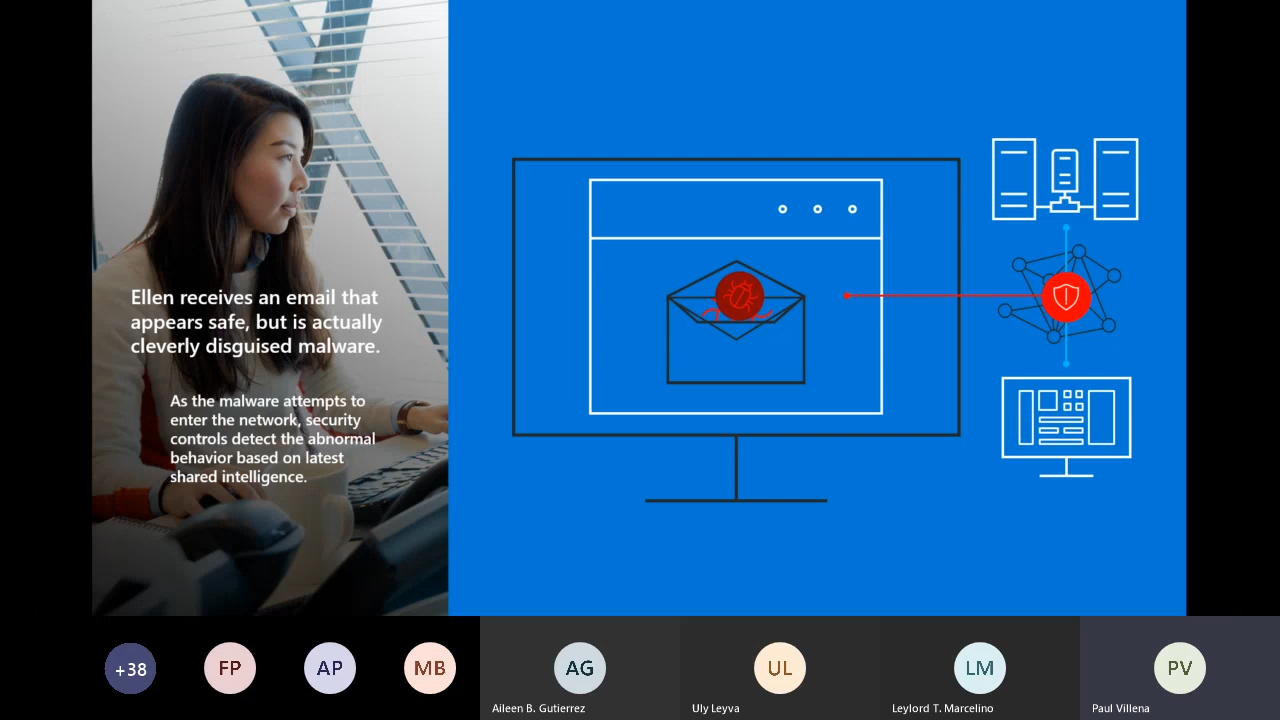 Ellen receives an email that
appears safe, but is actually
cleverly disguised malware.
As the malware attempts to
enter the network, security
controls detect the abnormal
behavior based on latest
shared intelligence.
+38
FP
AP
MB
AG
UL
LM
PV
Aileen B. Gutierrez
Uly Leyva
Leylord T. Marcelino
Paul Villena